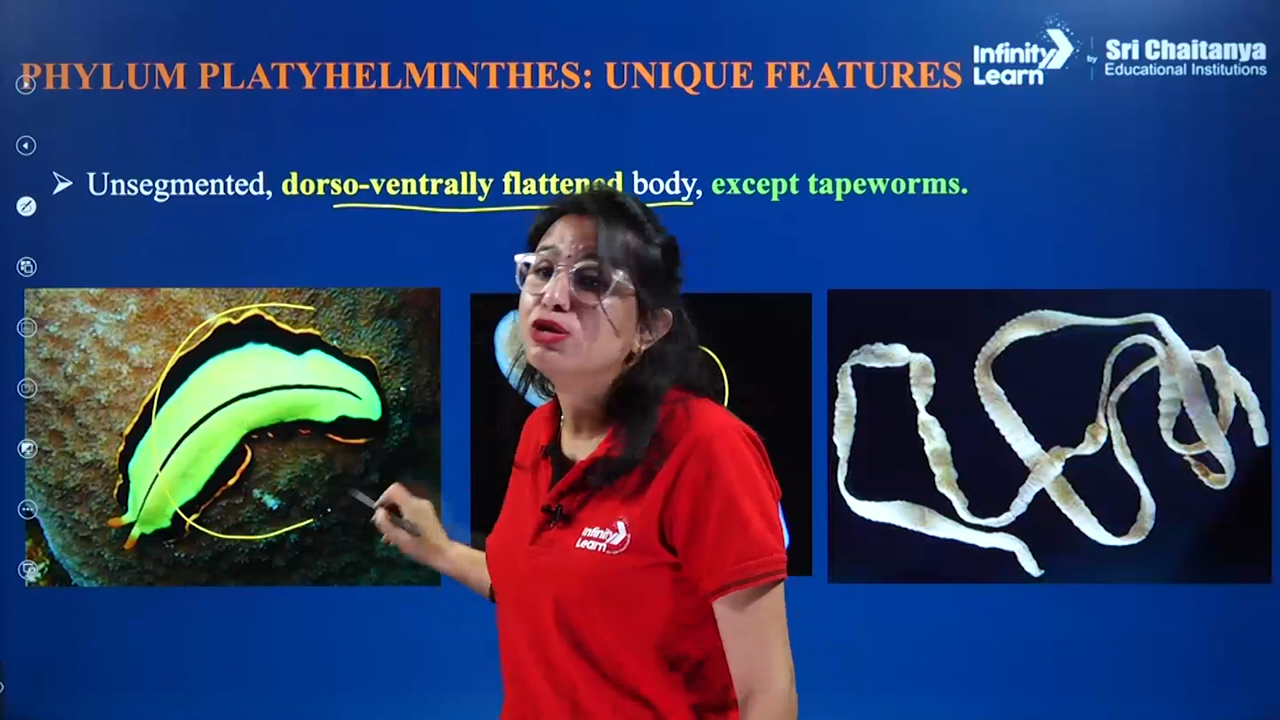 PHYLUM PLATYHELMINTHES: UNIQUE FEATURES
Infinity Learn
by
Sri Chaitanya
Educational Institutions
➢ Unsegmented, dorso-ventrally flattened body, except tapeworms.
Infinity
Learn